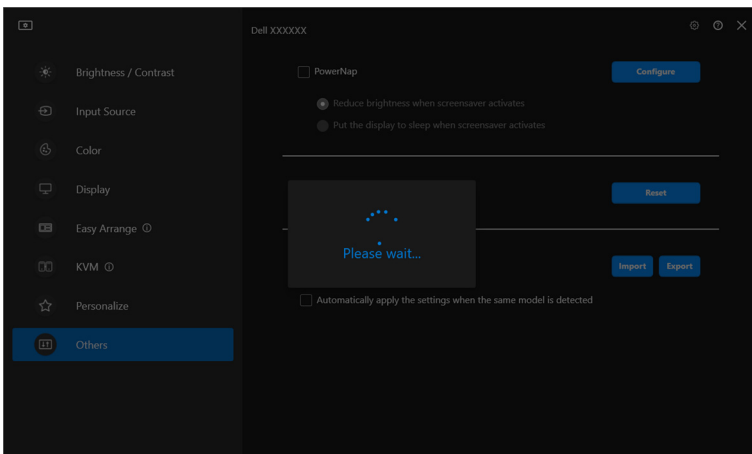 Dell XXXXXX
Brightness / Contrast
Input Source
Color
Display
Easy Arrange
KVM
Personalize
Others
PowerNap
Configure
Reduce brightness when screensaver activates
Put the display to sleep when screensaver activates
Reset
Please wait...
Import Export
Automatically apply the settings when the same model is detected